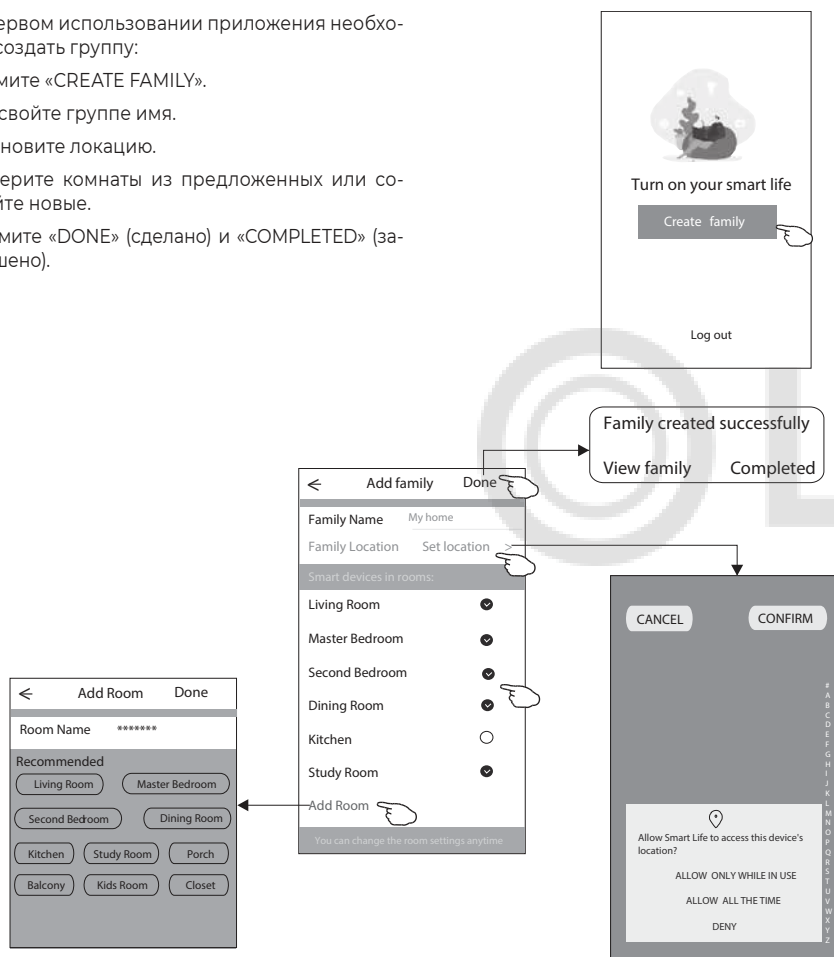 ервом использовании приложения необхо-
создать группу:
мите «CREATE FAMILY».
свойте группе имя.
новите локацию.
ерите комнаты из предложенных или со-
йте новые.
мите «DONE» (сделано) и «COMPLETED» (за-
шено).
Turn on your smart life
Create family
Log out
Family created successfully
View family Completed
Add family Done
Family Name My home
Family Location Set location >
Smart devices in rooms:
Living Room
Master Bedroom
Second Bedroom
Dining Room
Kitchen
Study Room
Add Room
You can change the room settings anytime
Add Room Done
Room Name *******
Recommended
Living Room Master Bedroom
Second Bedroom Dining Room
Kitchen Study Room Porch
Balcony Kids Room Closet
CANCEL CONFIRM
#
A
B
C
D
E
F
G
H
I
J
K
L
M
N
O
P
Q
R
S
T
U
V
W
X
Y
Z
Allow Smart Life to access this device's
location?
ALLOW ONLY WHILE IN USE
ALLOW ALL THE TIME
DENY